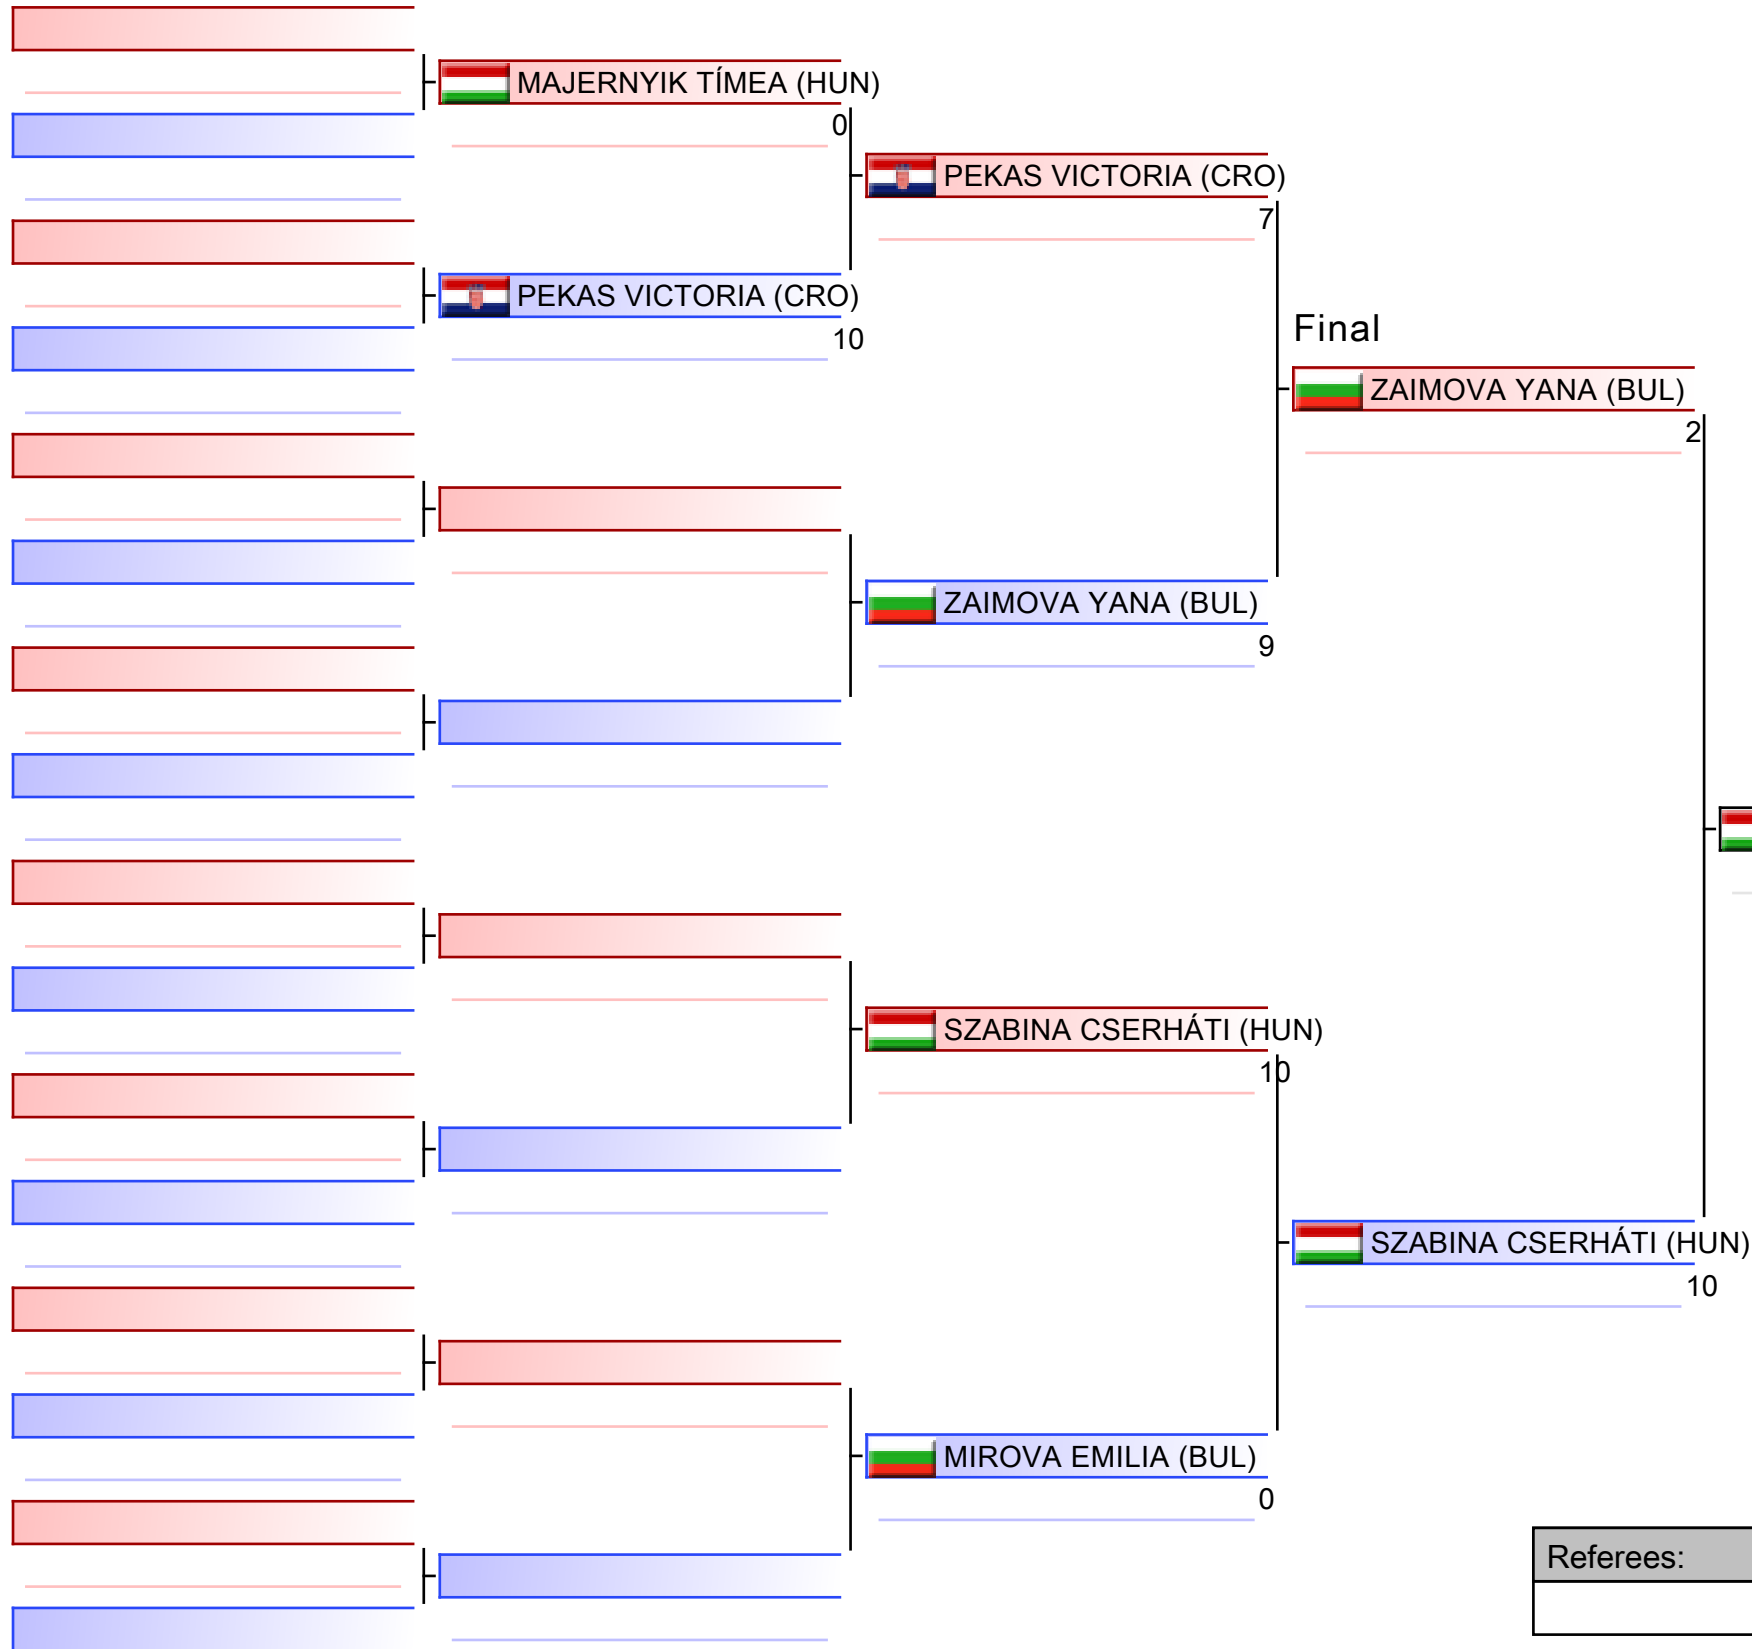 MAJERNYIK TÍMEA (HUN)
0
PEKAS VICTORIA (CRO)
7
PEKAS VICTORIA (CRO)
10
Final
ZAIMOVA YANA (BUL)
2
ZAIMOVA YANA (BUL)
9
SZABINA CSERHÁTI (HUN)
10
SZABINA CSERHÁTI (HUN)
10
MIROVA EMILIA (BUL)
0
Referees: